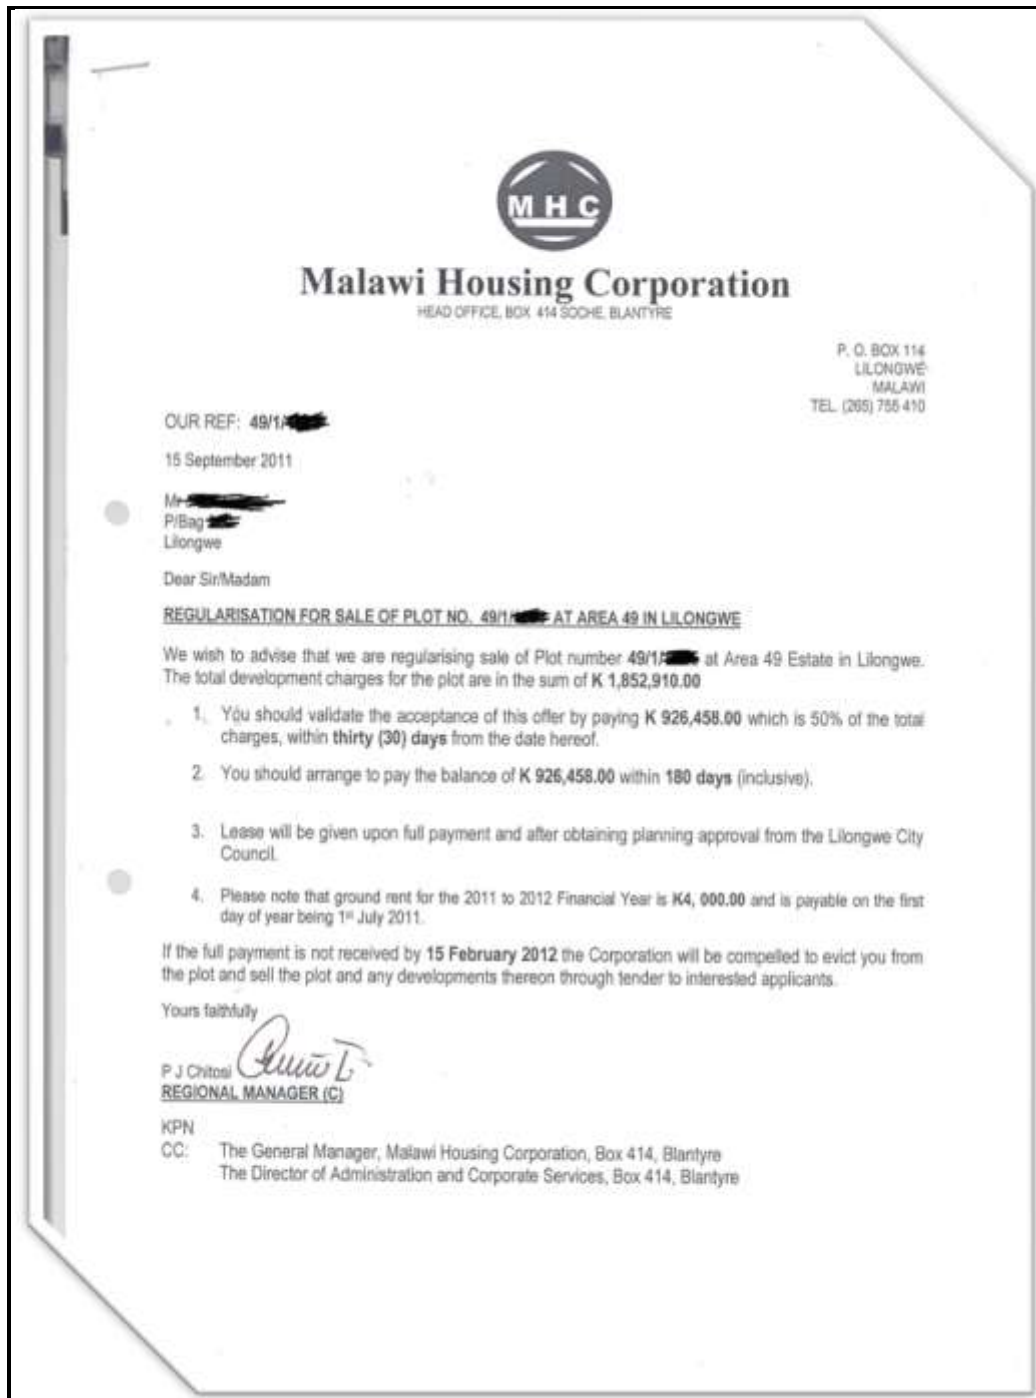 MHC
Malawi Housing Corporation
HEAD OFFICE, BOX 414 SOCHE, BLANTYRE
P. O. BOX 114
LILONGWE
MALAWI
TEL. (265) 755 410
OUR REF: 49/1/
15 September 2011
Mr
P/Bag
Lilongwe
Dear Sir/Madam
REGULARISATION FOR SALE OF PLOT NO. 49/1/ AT AREA 49 IN LILONGWE
We wish to advise that we are regularising sale of Plot number 49/1/ at Area 49 Estate in Lilongwe.
The total development charges for the plot are in the sum of K 1,852,910.00
1. You should validate the acceptance of this offer by paying K 926,458.00 which is 50% of the total
charges, within thirty (30) days from the date hereof.
2. You should arrange to pay the balance of K 926,458.00 within 180 days (inclusive).
3. Lease will be given upon full payment and after obtaining planning approval from the Lilongwe City
Council.
4. Please note that ground rent for the 2011 to 2012 Financial Year is K4, 000.00 and is payable on the first
day of year being 1st July 2011.
If the full payment is not received by 15 February 2012 the Corporation will be compelled to evict you from
the plot and sell the plot and any developments thereon through tender to interested applicants.
Yours faithfully
P J Chitosi
REGIONAL MANAGER (C)
KPN
CC: The General Manager, Malawi Housing Corporation, Box 414, Blantyre
The Director of Administration and Corporate Services, Box 414, Blantyre